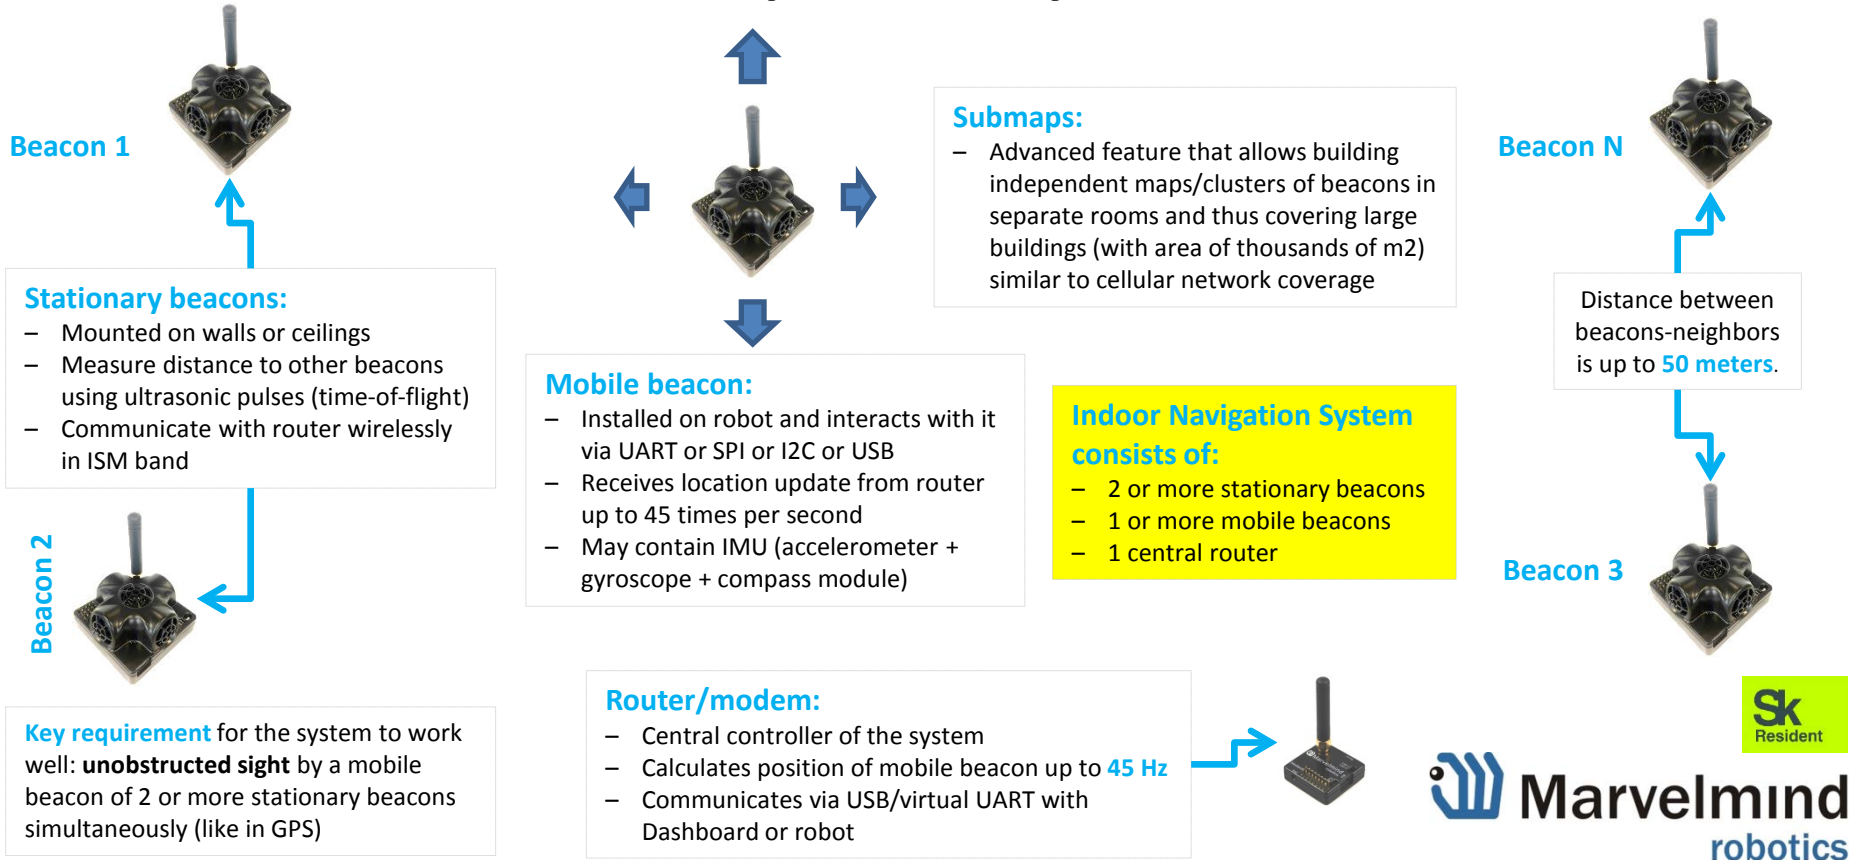 Beacon 1
Stationary beacons:
– Mounted on walls or ceilings
– Measure distance to other beacons
using ultrasonic pulses (time-of-flight)
– Communicate with router wirelessly
in ISM band
Beacon 2
Key requirement for the system to work
well: unobstructed sight by a mobile
beacon of 2 or more stationary beacons
simultaneously (like in GPS)
Submaps:
– Advanced feature that allows building
independent maps/clusters of beacons in
separate rooms and thus covering large
buildings (with area of thousands of m2)
similar to cellular network coverage
Mobile beacon:
– Installed on robot and interacts with it
via UART or SPI or I2C or USB
– Receives location update from router
up to 45 times per second
– May contain IMU (accelerometer +
gyroscope + compass module)
Indoor Navigation System
consists of:
– 2 or more stationary beacons
– 1 or more mobile beacons
– 1 central router
Router/modem:
– Central controller of the system
– Calculates position of mobile beacon up to 45 Hz
– Communicates via USB/virtual UART with
Dashboard or robot
Beacon N
Distance between
beacons-neighbors
is up to 50 meters.
Beacon 3
Sk
Resident
Marvelmind
robotics